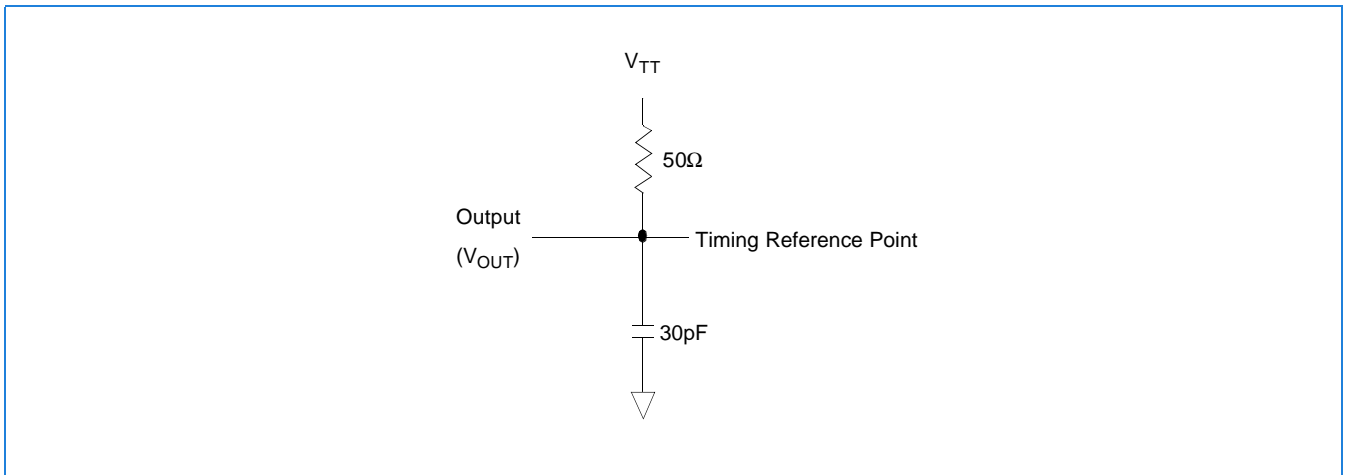 VTT
50Ω
Output
(VOUT)
Timing Reference Point
30pF